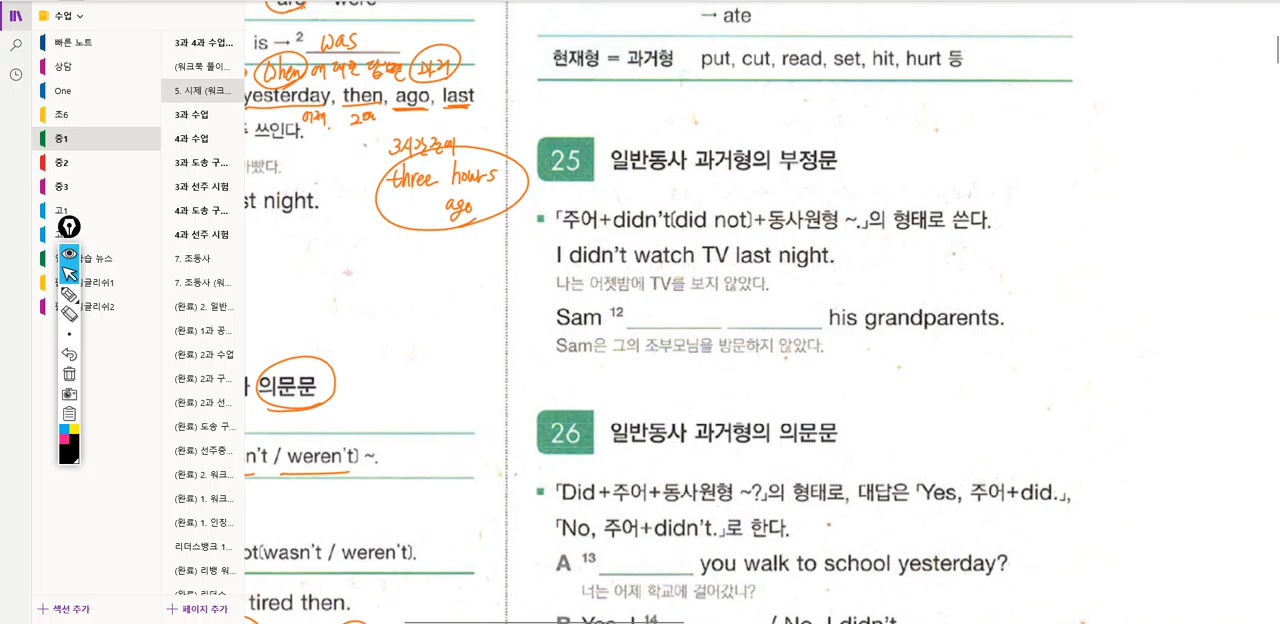 수업
빠른 노트
상담
One
초6
중1
중2
중3
고1
섹션 추가
3과 4과 수업...
(워크북 풀이...
5. 시제 (워크...
3과 수업
4과 수업
3과 도송 구...
3과 선주 시험
4과 도송 구...
4과 선주 시험
7. 조동사
7. 조동사 (워...
(완료) 2. 일반...
(완료) 1과 공...
(완료) 2과 수업
(완료) 2과 구...
(완료) 2과 선...
(완료) 도송 구...
(완료) 선주중...
(완료) 2. 워크...
(완료) 1. 워크...
(완료) 1. 인칭...
리더스뱅크 1...
(완료) 리뱅 워...
페이지 추가
are were
is → 2 was
when 에 대한 답변 과거
yesterday, then, ago, last
어제.
쓰인다.
3시간전에
three hours
ago
st night.
의문문
n't / weren't) ~.
ot(wasn't / weren't).
tired then.
→ ate
현재형 = 과거형 put, cut, read, set, hit, hurt 등
25 일반동사 과거형의 부정문
「주어+didn't(did not)+동사원형 ~.」의 형태로 쓴다.
I didn't watch TV last night.
나는 어젯밤에 TV를 보지 않았다.
Sam 12 his grandparents.
Sam은 그의 조부모님을 방문하지 않았다.
26 일반동사 과거형의 의문문
「Did+주어+동사원형 ~?」의 형태로, 대답은 「Yes, 주어+did.」,
「No, 주어+didn't.」로 한다.
A 13 you walk to school yesterday?
너는 어제 학교에 걸어갔니?
B Yes, I 14 / No, I didn't